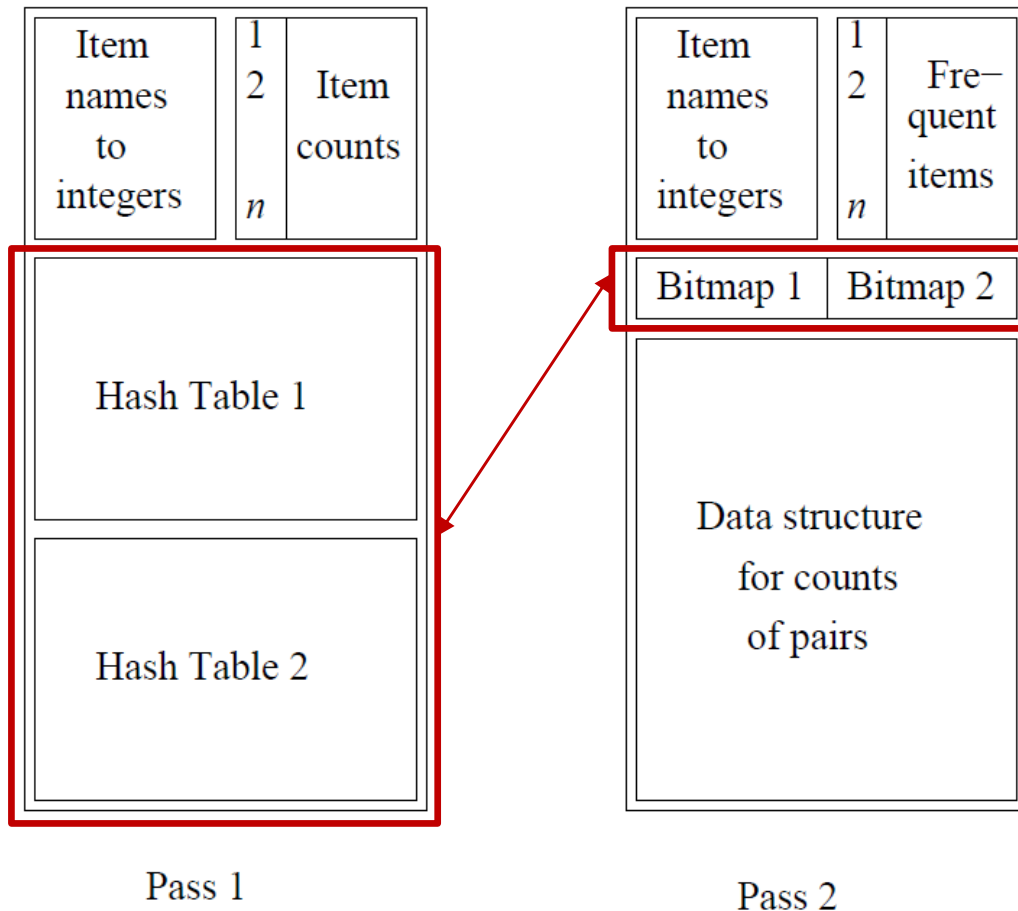 Item
names
to
integers
1
2
n
Item
counts
Hash Table 1
Hash Table 2
Pass 1
Item
names
to
integers
1
2
n
Fre−
quent
items
Bitmap 1
Bitmap 2
Data structure
for counts
of pairs
Pass 2